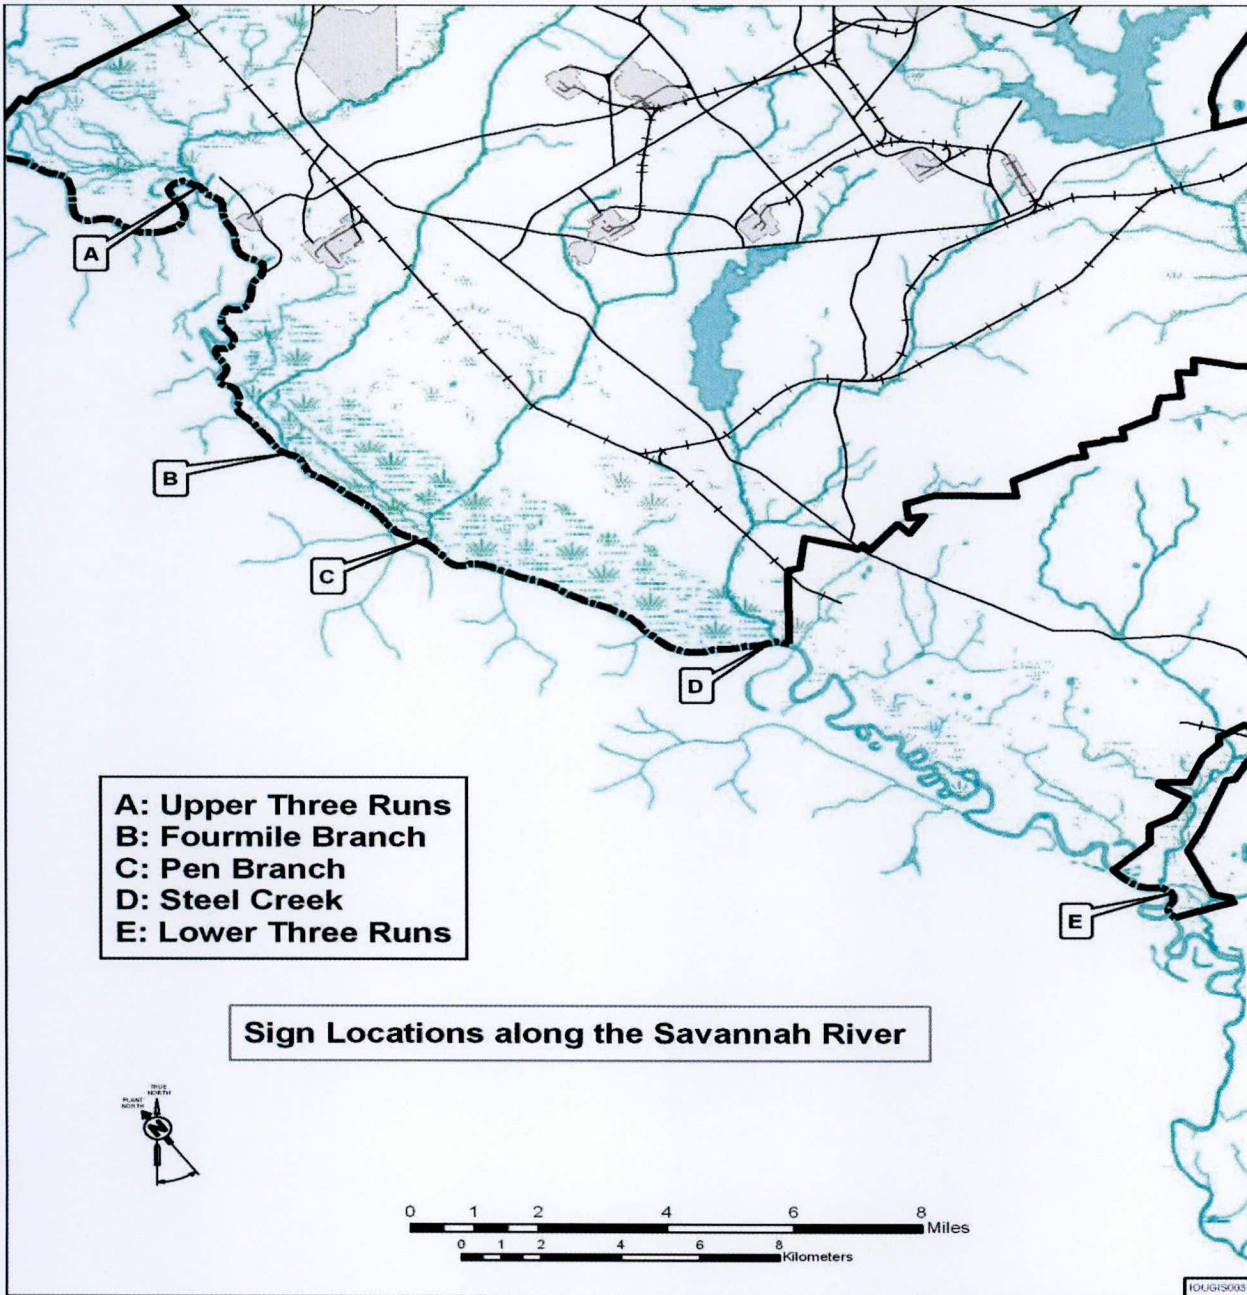 A
B
C
D
E
A: Upper Three Runs
B: Fourmile Branch
C: Pen Branch
D: Steel Creek
E: Lower Three Runs
Sign Locations along the Savannah River
TRUE
NORTH
PLANT
NORTH
N
0 1 2 4 6 8 Miles
0 1 2 4 6 8 Kilometers
IOUGIS003